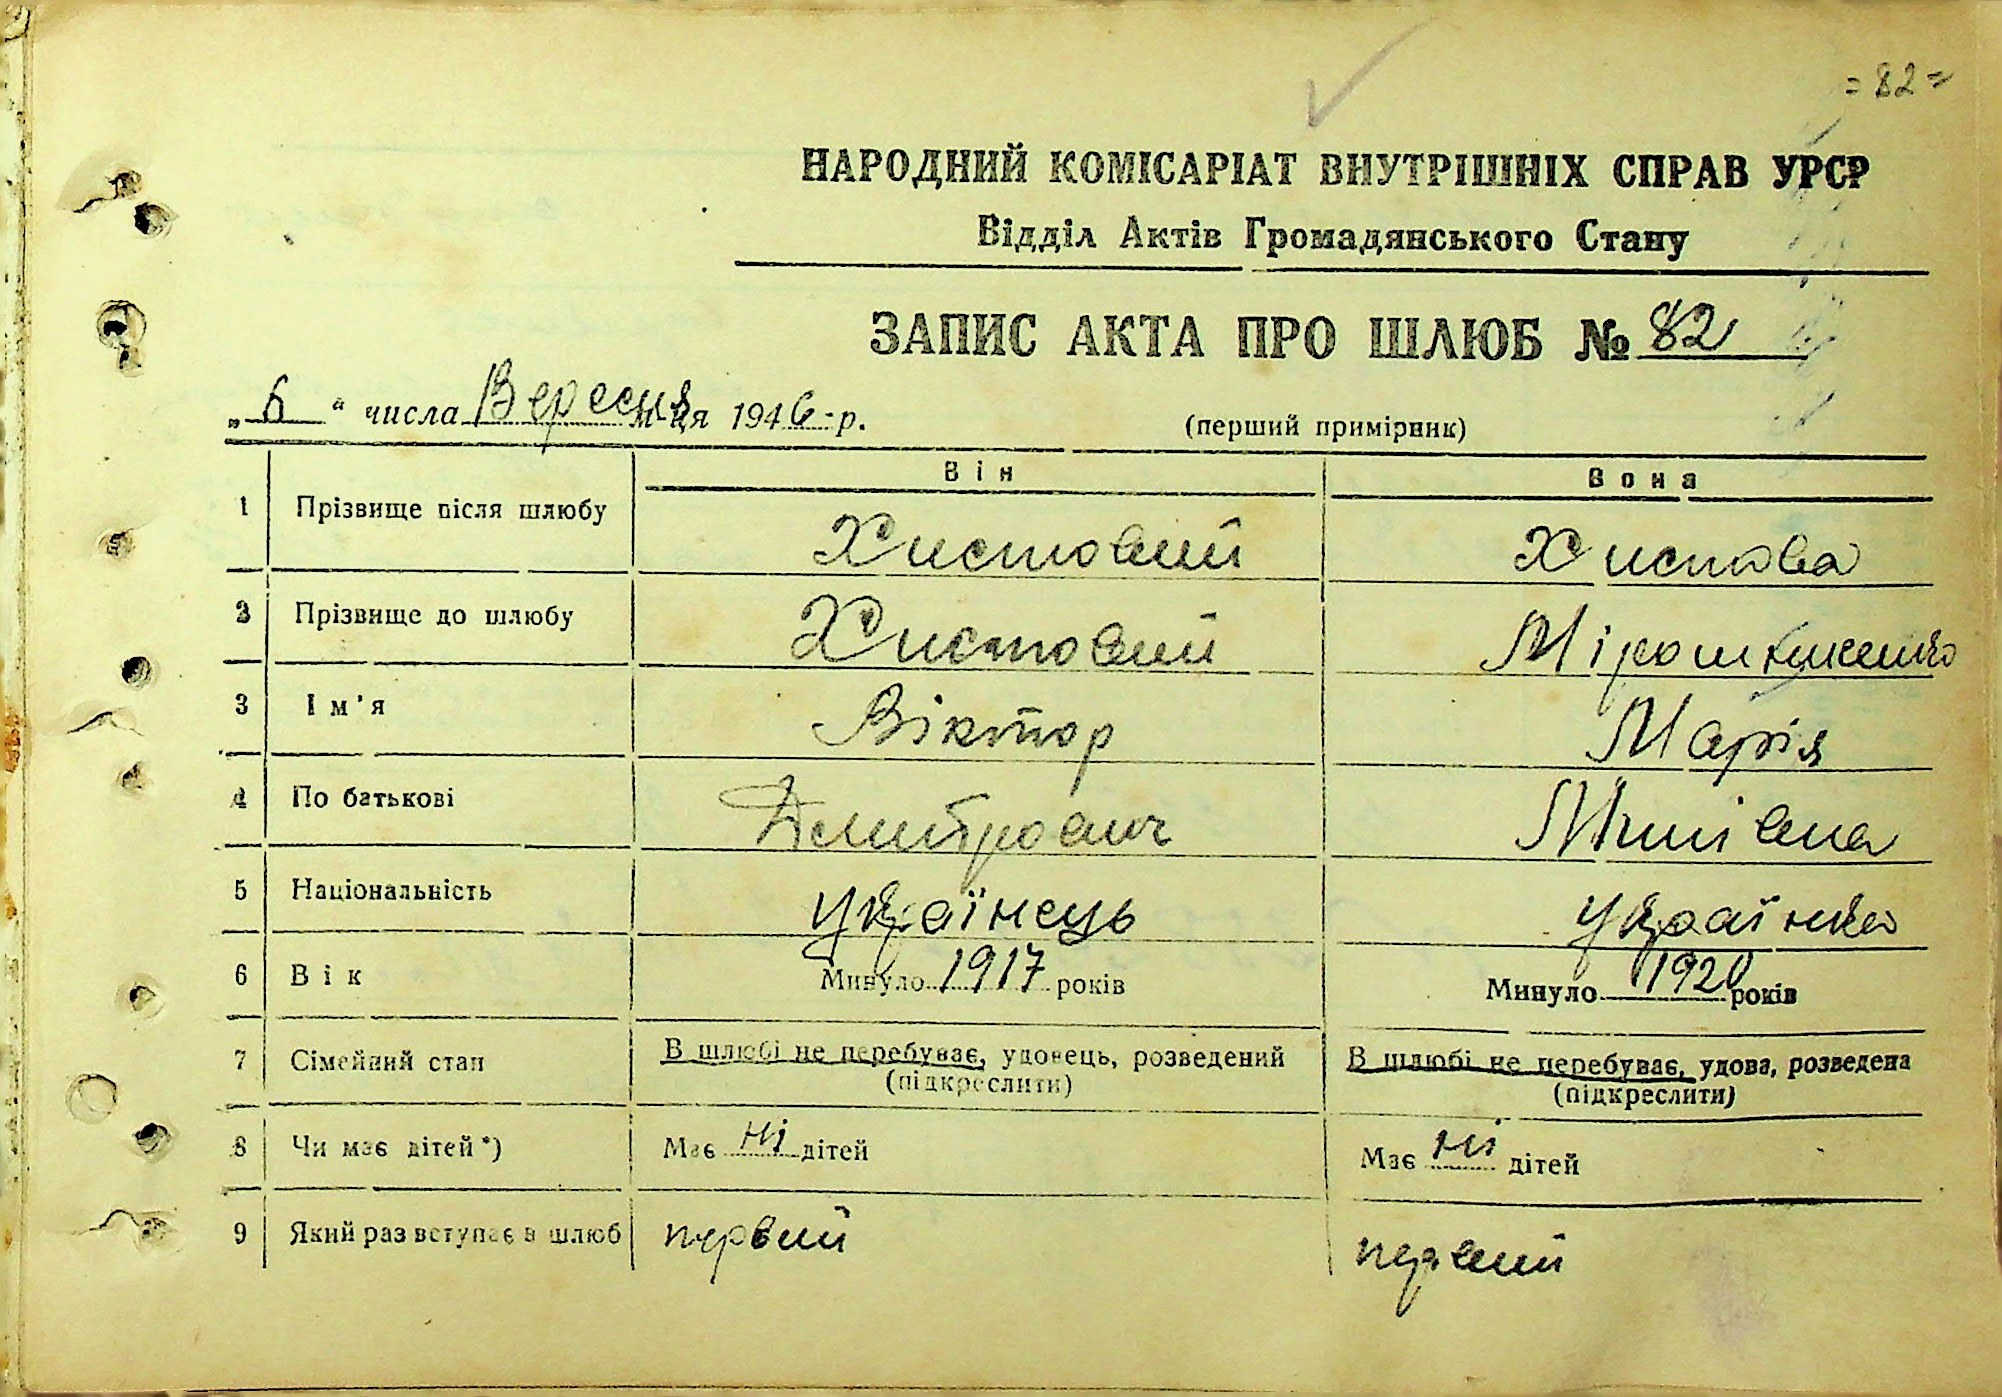 = 82 =
НАРОДНИЙ КОМІСАРІАТ ВНУТРІШНІХ СПРАВ УРСР
Відділ Актів Громадянського Стану
ЗАПИС АКТА ПРО ШЛЮБ № 82
„ 6 “ числа Вересня м-ця 1946 р.
(перший примірник)
Він Вона
1 Прізвище після шлюбу Хистовий Хистова
2 Прізвище до шлюбу Хистовий Мірошниченко
3 Ім'я Віктор Марія
4 По батькові Дмитрович
5 Національність Українець Українка
6 Вік Минуло 1917 років Минуло 1920 років
7 Сімейний стан В шлюбі не перебуває, удовець, розведений В шлюбі не перебуває, удова, розведена
(підкреслити) (підкреслити)
8 Чи має дітей*) Має ні дітей Має ні дітей
9 Який раз вступає в шлюб первий первий